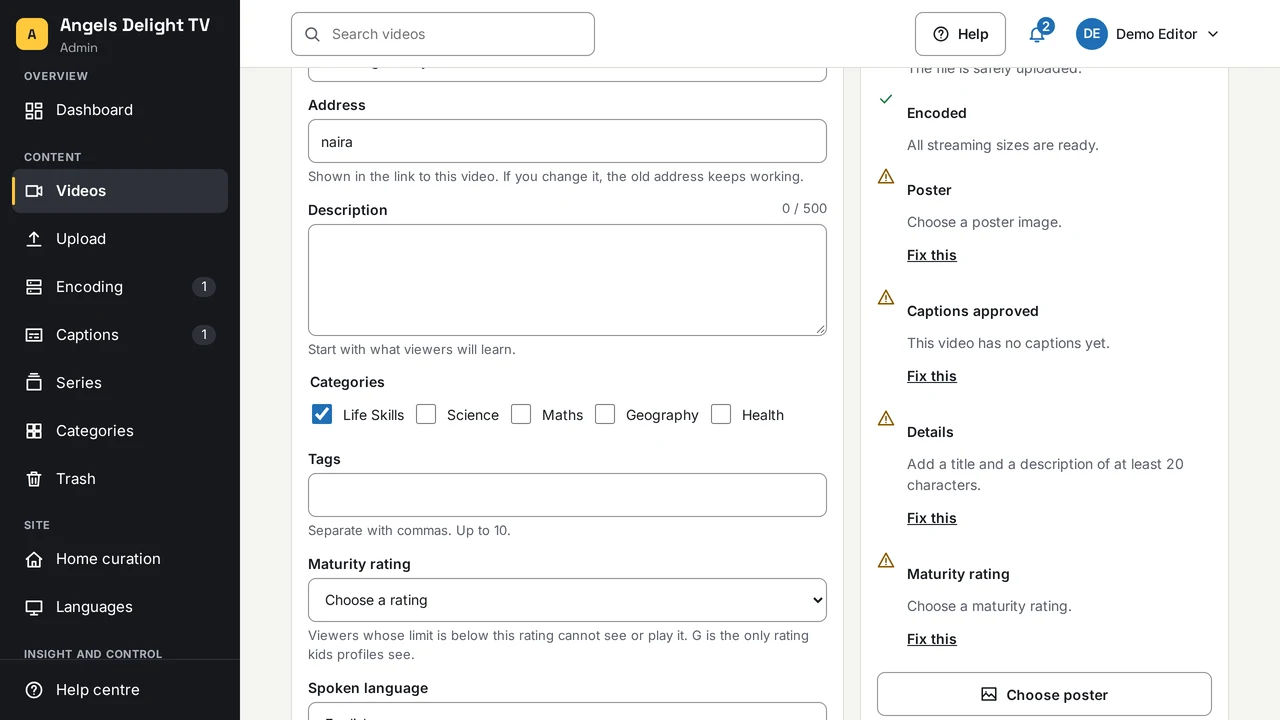 A
Angels Delight TV
Admin
OVERVIEW
Dashboard
CONTENT
Videos
Upload
Encoding 1
Captions 1
Series
Categories
Trash
SITE
Home curation
Languages
INSIGHT AND CONTROL
Help centre
Search videos
Help
2
DE
Demo Editor
Address
naira
Shown in the link to this video. If you change it, the old address keeps working.
Description 0 / 500
Start with what viewers will learn.
Categories
Life Skills Science Maths Geography Health
Tags
Separate with commas. Up to 10.
Maturity rating
Choose a rating
Viewers whose limit is below this rating cannot see or play it. G is the only rating
kids profiles see.
Spoken language
The file is safely uploaded.
Encoded
All streaming sizes are ready.
Poster
Choose a poster image.
Fix this
Captions approved
This video has no captions yet.
Fix this
Details
Add a title and a description of at least 20
characters.
Fix this
Maturity rating
Choose a maturity rating.
Fix this
Choose poster